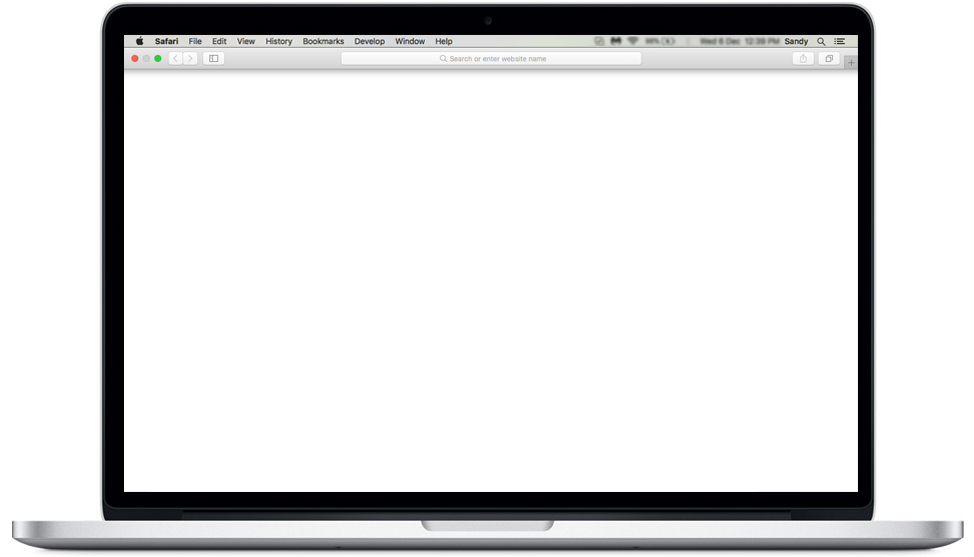 Safari File Edit View History Bookmarks Develop Window Help Wed 6 Dec 12:39 PM Sandy
Search or enter website name